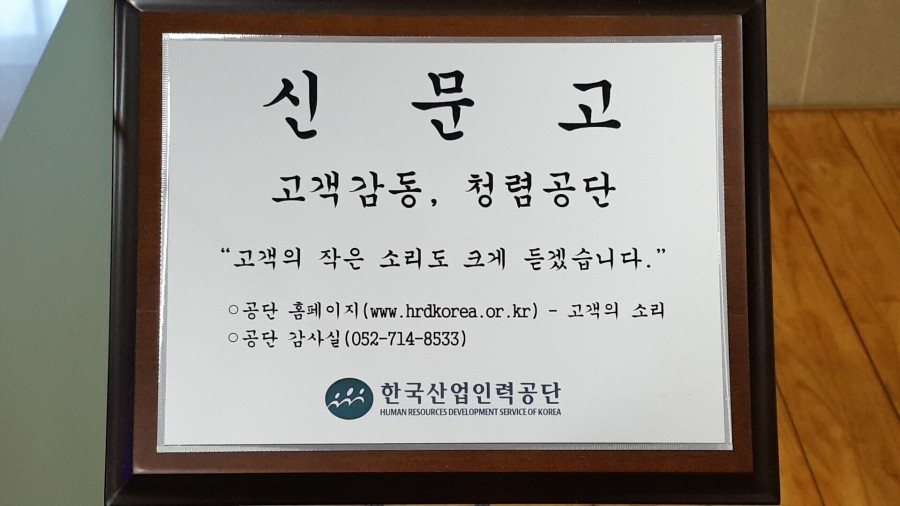 신 문 고
고객감동, 청렴공단
“고객의 작은 소리도 크게 듣겠습니다.”
○공단 홈페이지(www.hrdkorea.or.kr) - 고객의 소리
○공단 감사실(052-714-8533)
한국산업인력공단
HUMAN RESOURCES DEVELOPMENT SERVICE OF KOREA